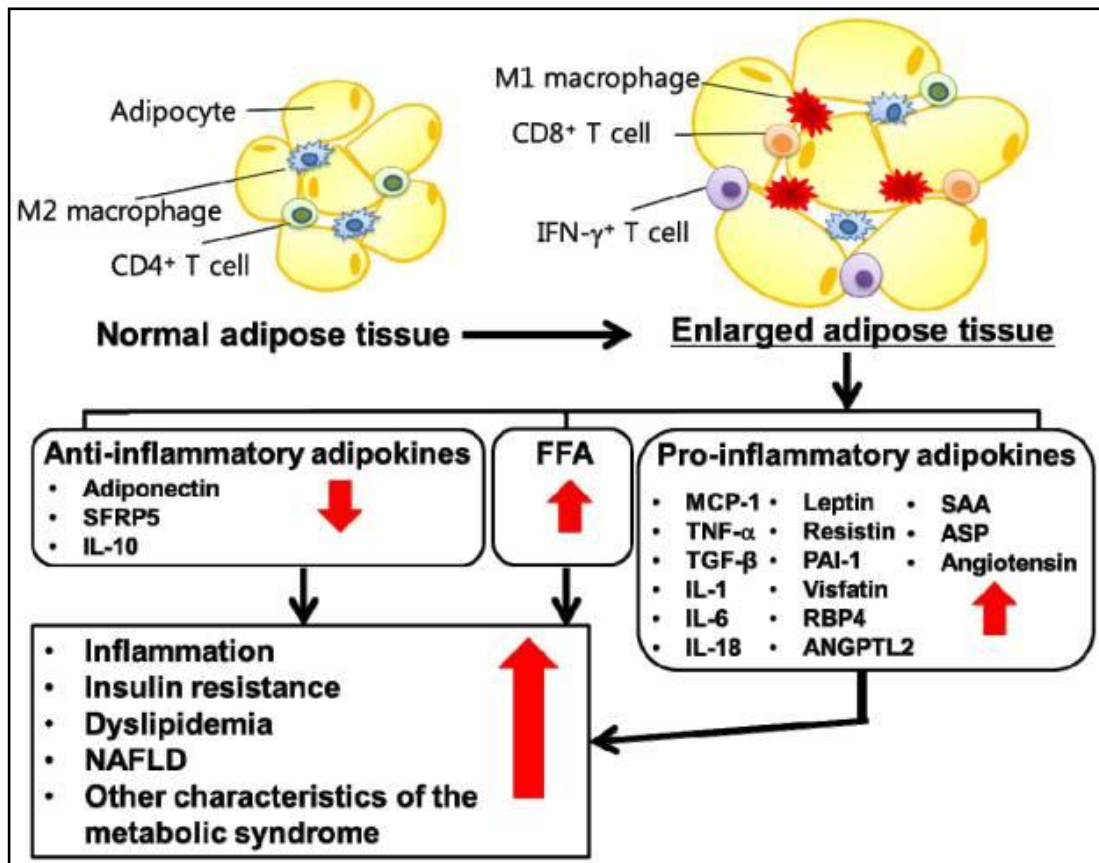 Adipocyte
M2 macrophage
CD4⁺ T cell
M1 macrophage
CD8⁺ T cell
IFN-γ⁺ T cell
Normal adipose tissue
Enlarged adipose tissue
Anti-inflammatory adipokines
• Adiponectin
• SFRP5
• IL-10
FFA
Pro-inflammatory adipokines
• MCP-1
• TNF-α
• TGF-β
• IL-1
• IL-6
• IL-18
• Leptin
• Resistin
• PAI-1
• Visfatin
• RBP4
• ANGPTL2
• SAA
• ASP
• Angiotensin
• Inflammation
• Insulin resistance
• Dyslipidemia
• NAFLD
• Other characteristics of the
metabolic syndrome